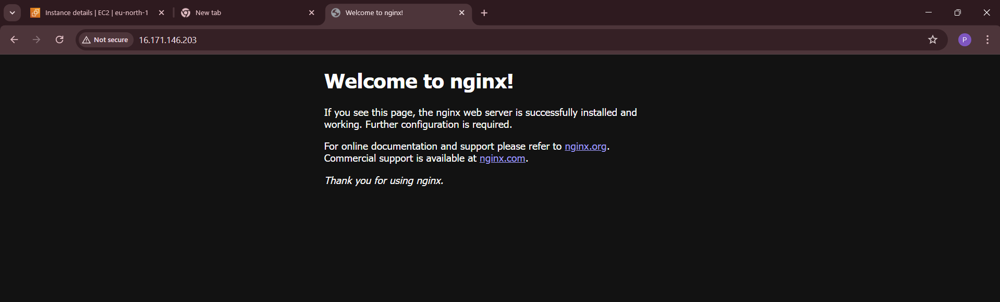 Instance details | EC2 | eu-north-1
New tab
Welcome to nginx!
Not secure
16.171.146.203
P
Welcome to nginx!
If you see this page, the nginx web server is successfully installed and
working. Further configuration is required.
For online documentation and support please refer to nginx.org.
Commercial support is available at nginx.com.
Thank you for using nginx.